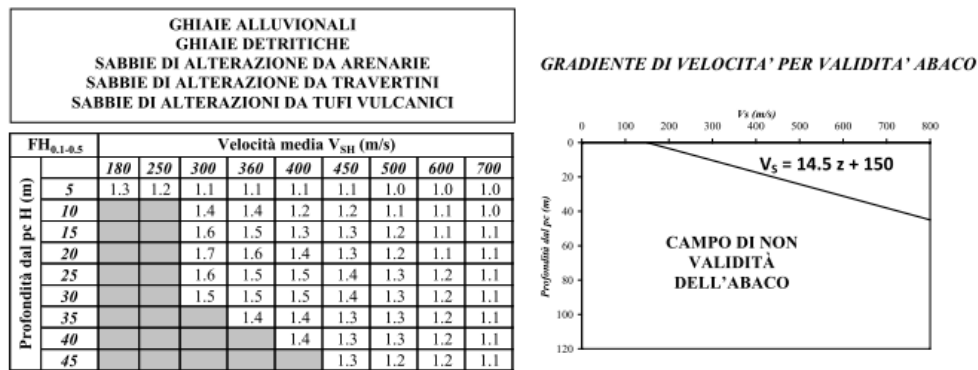 GHIAIE ALLUVIONALI
GHIAIE DETRITICHE
SABBIE DI ALTERAZIONE DA ARENARIE
SABBIE DI ALTERAZIONE DA TRAVERTINI
SABBIE DI ALTERAZIONI DA TUFI VULCANICI
FH0.1-0.5 Velocità media VSH (m/s)
180 250 300 360 400 450 500 600 700
Profondità dal pc H (m)
5 1.3 1.2 1.1 1.1 1.1 1.1 1.0 1.0 1.0
10 1.4 1.4 1.2 1.2 1.1 1.1 1.0
15 1.6 1.5 1.3 1.3 1.2 1.1 1.1
20 1.7 1.6 1.4 1.3 1.2 1.1 1.1
25 1.6 1.5 1.5 1.4 1.3 1.2 1.1
30 1.5 1.5 1.5 1.4 1.3 1.2 1.1
35 1.4 1.4 1.3 1.3 1.2 1.1
40 1.4 1.3 1.3 1.2 1.1
45 1.3 1.2 1.2 1.1
GRADIENTE DI VELOCITA' PER VALIDITA' ABACO
Vs (m/s)
0 100 200 300 400 500 600 700 800
Profondità dal pc (m)
0
20
40
60
80
100
120
VS = 14.5 z + 150
CAMPO DI NON
VALIDITÀ
DELL'ABACO